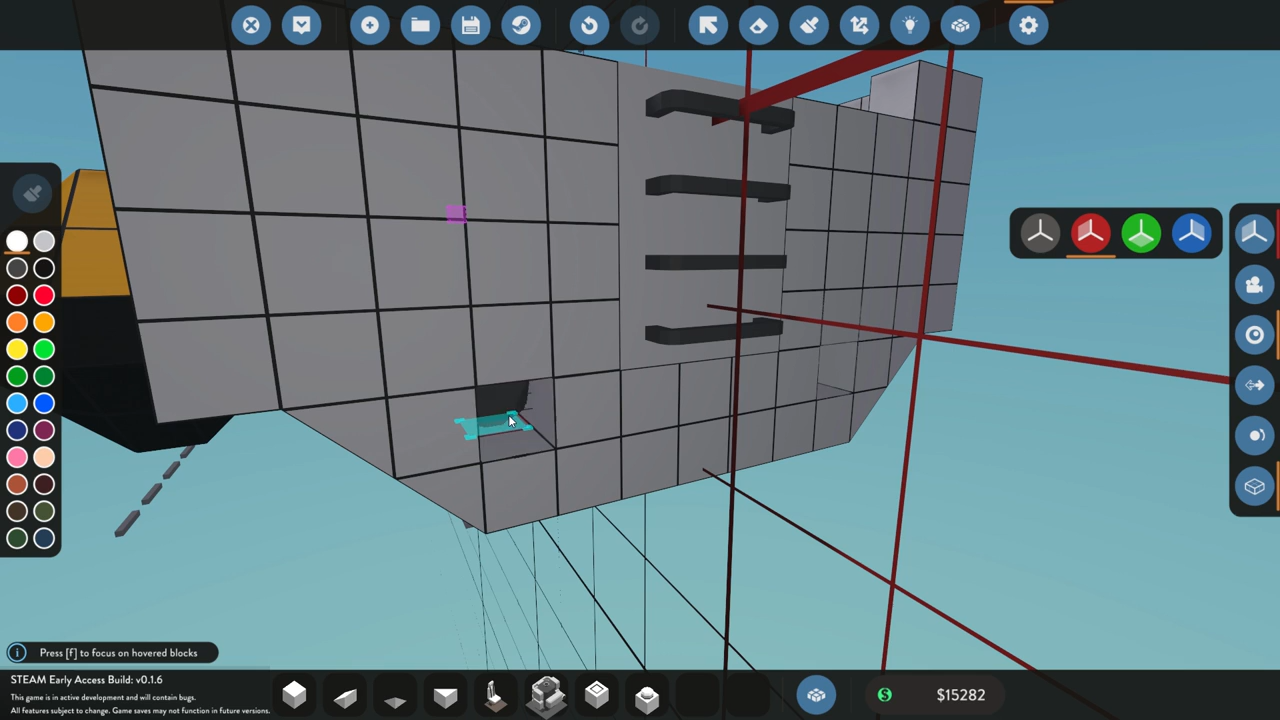 Press [f] to focus on hovered blocks
STEAM Early Access Build: v0.1.6
This game is in active development and will contain bugs.
All features subject to change. Game saves may not function in future versions.
$
$15282